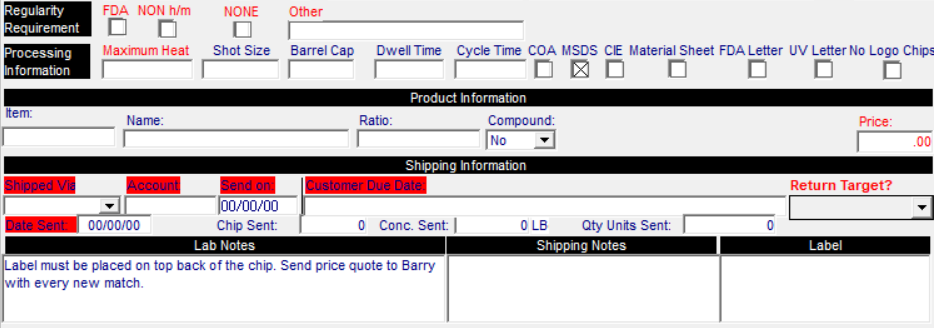 Regularity FDA NON h/m NONE Other
Requirement
Processing Maximum Heat Shot Size Barrel Cap Dwell Time Cycle Time COA MSDS CIE Material Sheet FDA Letter UV Letter No Logo Chips
Information
Product Information
Item: Name: Ratio: Compound: Price:
No .00
Shipping Information
Shipped Via Account Send on: Customer Due Date: Return Target?
00/00/00
Date Sent: 00/00/00 Chip Sent: 0 Conc. Sent: 0 LB Qty Units Sent: 0
Lab Notes Shipping Notes Label
Label must be placed on top back of the chip. Send price quote to Barry
with every new match.